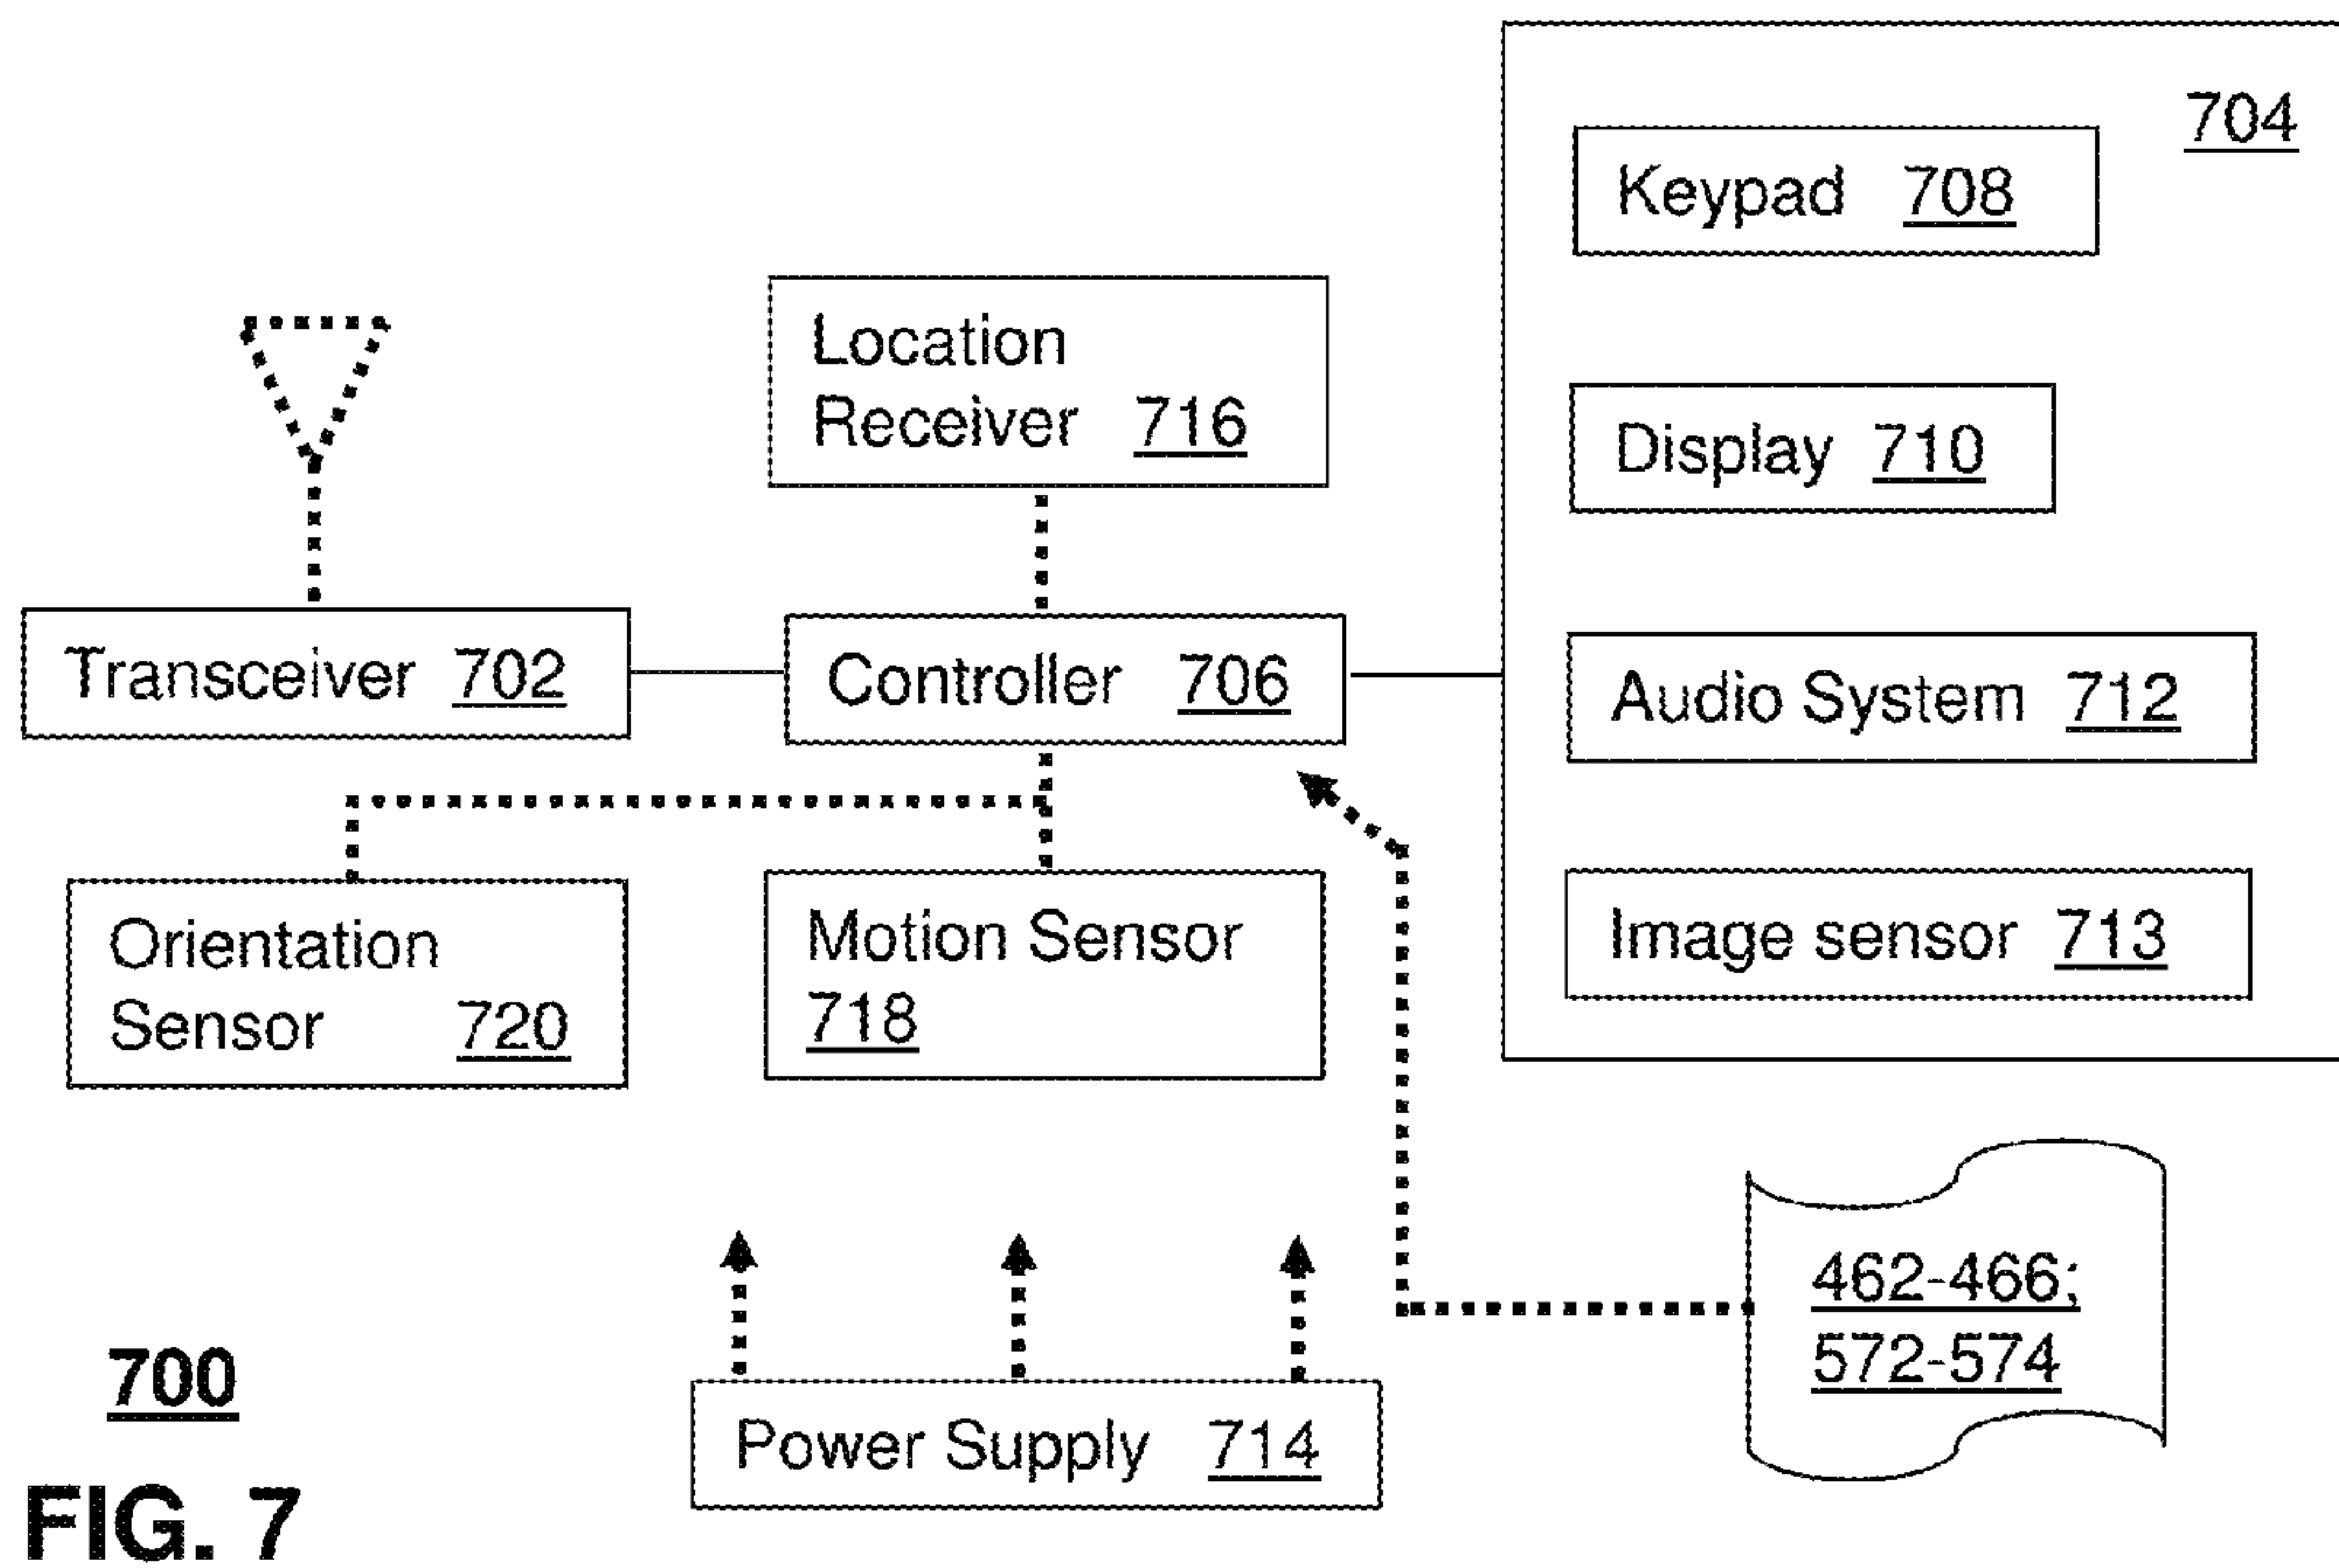 704
Keypad 708
Location
Receiver 716
Display 710
Transceiver 702
Controller 706
Audio System 712
Orientation
Sensor 720
Motion Sensor
718
Image sensor 713
462-466;
572-574
Power Supply 714
700
FIG. 7